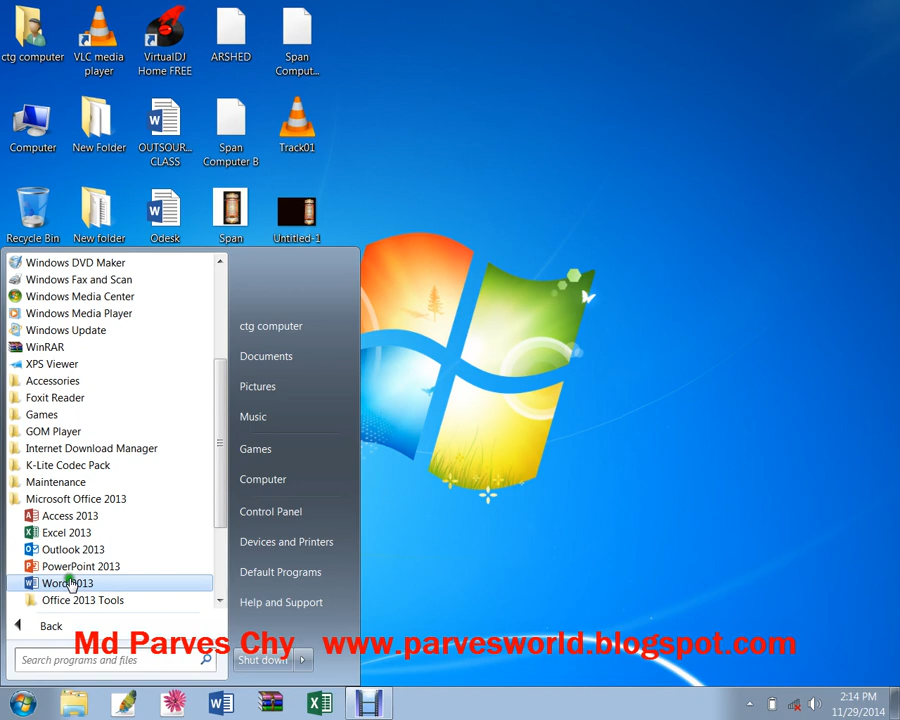 ctg computer
VLC media
player
VirtualDJ
Home FREE
ARSHED
Span
Comput...
Computer
New Folder
OUTSOUR...
CLASS
Span
Computer B
Track01
Recycle Bin
New folder
Odesk
Span
Untitled-1
Windows DVD Maker
Windows Fax and Scan
Windows Media Center
Windows Media Player
Windows Update
WinRAR
XPS Viewer
Accessories
Foxit Reader
Games
GOM Player
Internet Download Manager
K-Lite Codec Pack
Maintenance
Microsoft Office 2013
Access 2013
Excel 2013
Outlook 2013
PowerPoint 2013
Word 2013
Office 2013 Tools
Back
Search programs and files
ctg computer
Documents
Pictures
Music
Games
Computer
Control Panel
Devices and Printers
Default Programs
Help and Support
Shut down
Md Parves Chy www.parvesworld.blogspot.com
2:14 PM
11/29/2014